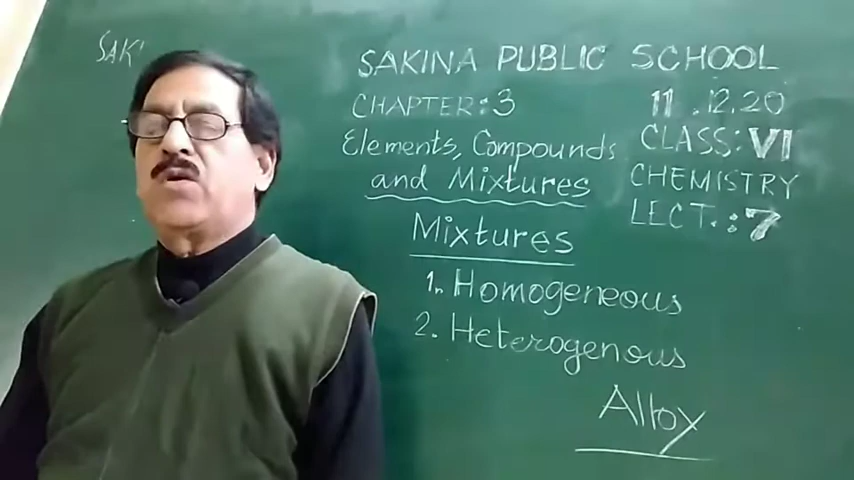 SAKI
SAKINA PUBLIC SCHOOL
CHAPTER: 3
11.12.20
Elements, Compounds
and Mixtures
CLASS: VI
CHEMISTRY
LECT.: 7
Mixtures
1. Homogeneous
2. Heterogenous
Alloy